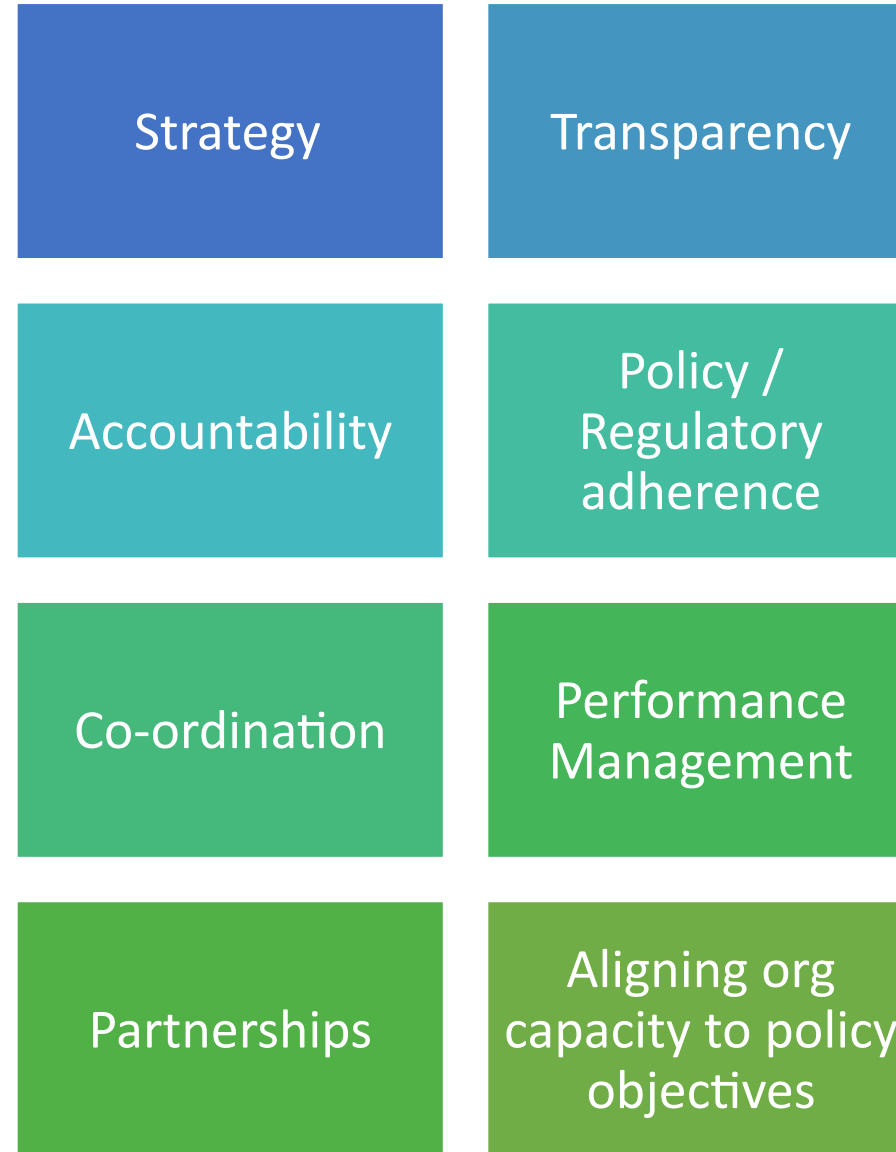 Strategy
Transparency
Accountability
Policy /
Regulatory
adherence
Co-ordination
Performance
Management
Partnerships
Aligning org
capacity to policy
objectives